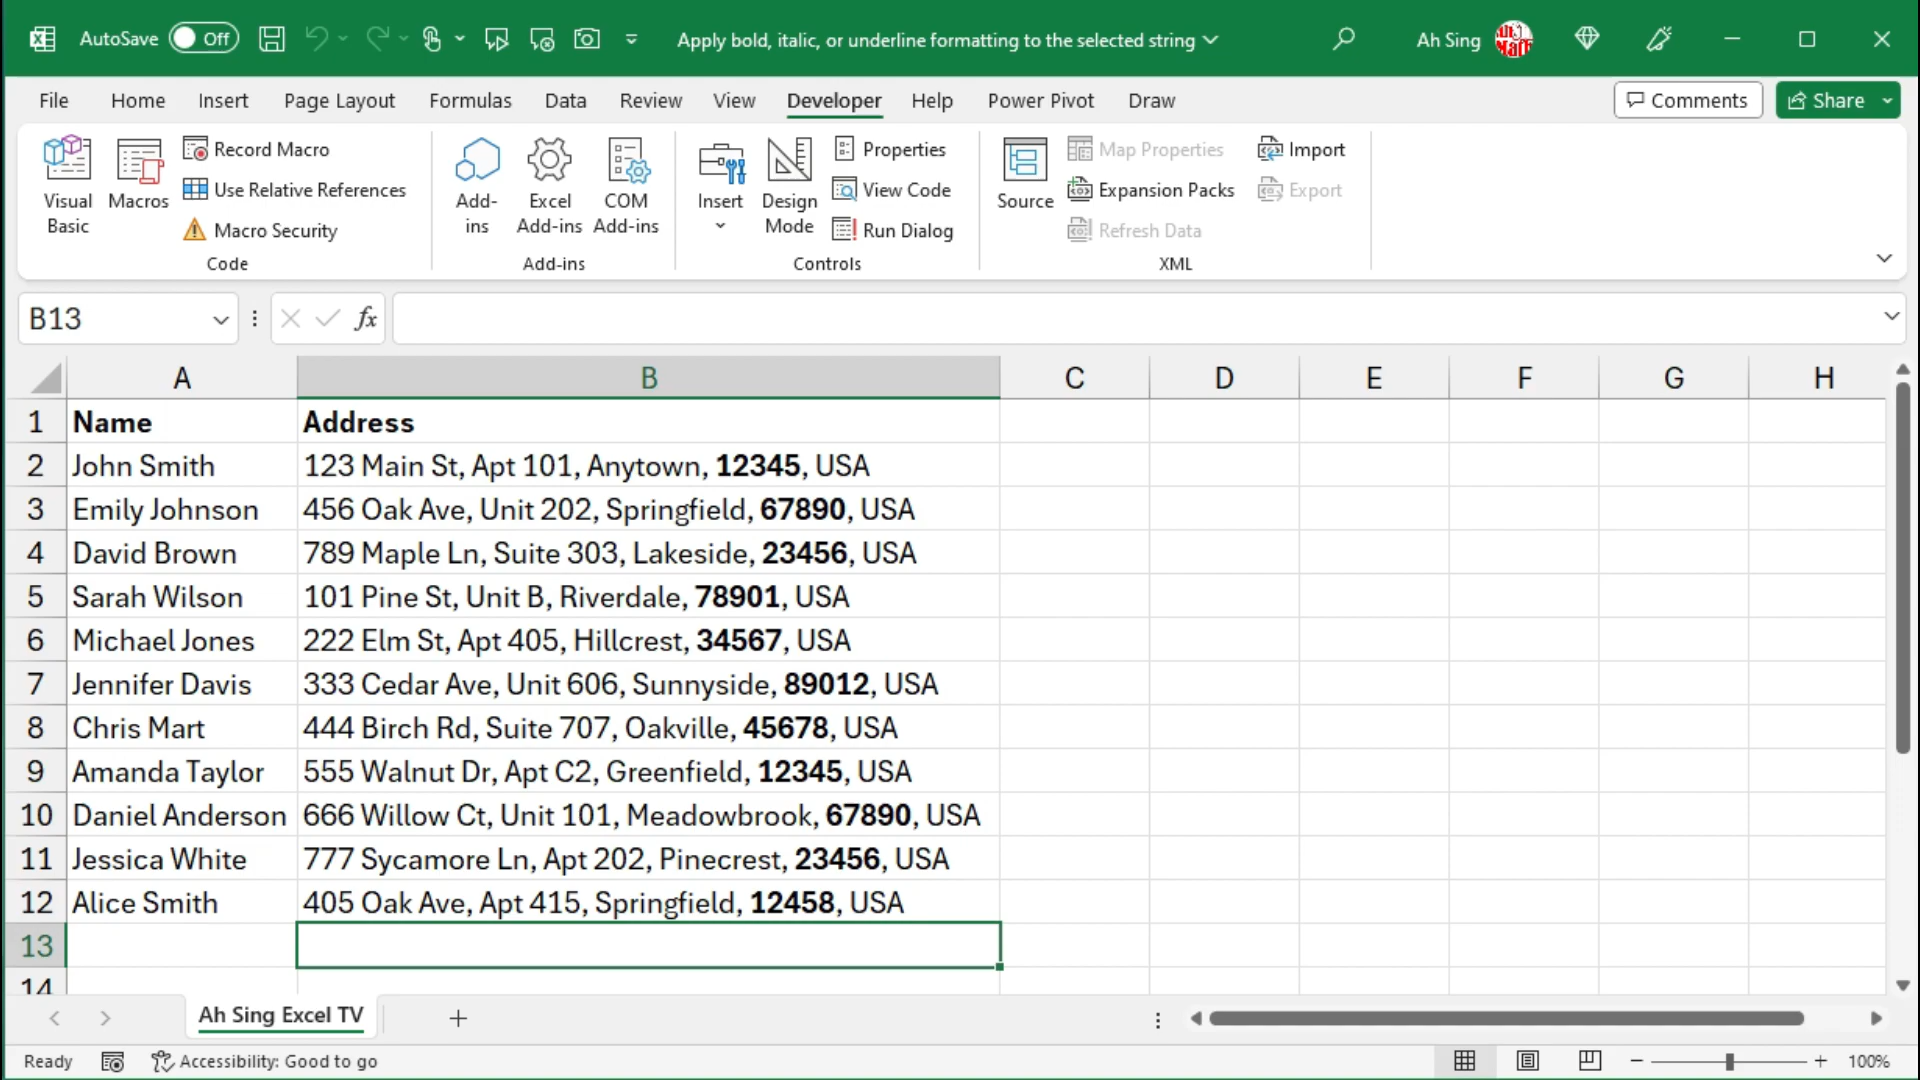 AutoSave Off Apply bold, italic, or underline formatting to the selected string Ah Sing
File Home Insert Page Layout Formulas Data Review View Developer Help Power Pivot Draw Comments Share
Visual Basic
Macros
Record Macro
Use Relative References
Macro Security
Code
Add-ins
Excel Add-ins
COM Add-ins
Add-ins
Insert
Design Mode
Properties
View Code
Run Dialog
Controls
Source
Map Properties
Expansion Packs
Refresh Data
Import
Export
XML
B13 fx
A B C D E F G H
1 Name Address
2 John Smith 123 Main St, Apt 101, Anytown, 12345, USA
3 Emily Johnson 456 Oak Ave, Unit 202, Springfield, 67890, USA
4 David Brown 789 Maple Ln, Suite 303, Lakeside, 23456, USA
5 Sarah Wilson 101 Pine St, Unit B, Riverdale, 78901, USA
6 Michael Jones 222 Elm St, Apt 405, Hillcrest, 34567, USA
7 Jennifer Davis 333 Cedar Ave, Unit 606, Sunnyside, 89012, USA
8 Chris Mart 444 Birch Rd, Suite 707, Oakville, 45678, USA
9 Amanda Taylor 555 Walnut Dr, Apt C2, Greenfield, 12345, USA
10 Daniel Anderson 666 Willow Ct, Unit 101, Meadowbrook, 67890, USA
11 Jessica White 777 Sycamore Ln, Apt 202, Pinecrest, 23456, USA
12 Alice Smith 405 Oak Ave, Apt 415, Springfield, 12458, USA
13
14
Ah Sing Excel TV
Ready Accessibility: Good to go 100%